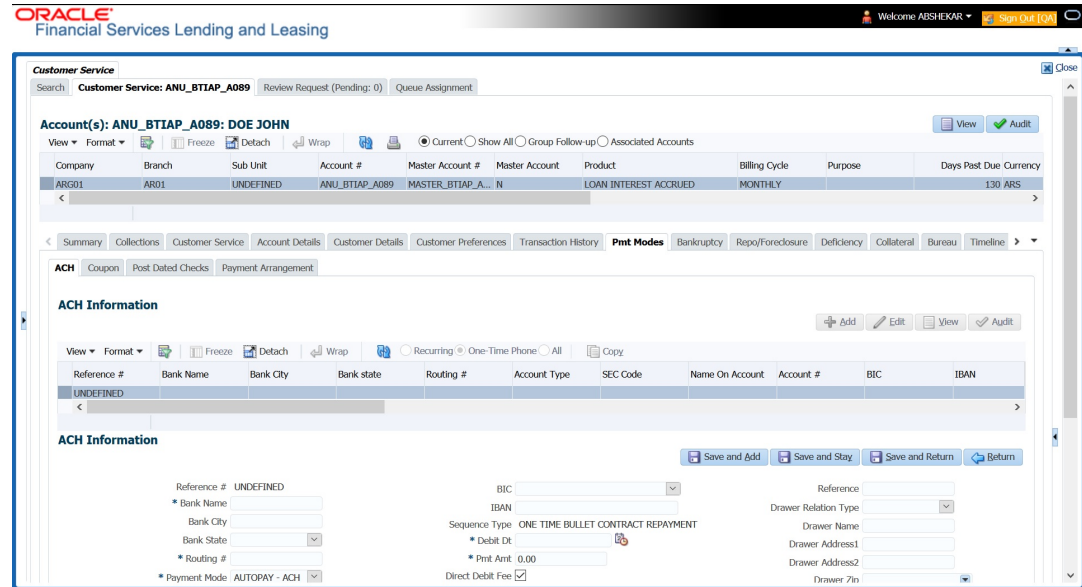 ORACLE®
Financial Services Lending and Leasing
Welcome ABSHEKAR Sign Out [QA]
Close
Customer Service
Search Customer Service: ANU_BTIAP_A089 Review Request (Pending: 0) Queue Assignment
Account(s): ANU_BTIAP_A089: DOE JOHN
View Audit
View Format Freeze Detach Wrap Current Show All Group Follow-up Associated Accounts
Company Branch Sub Unit Account # Master Account # Master Account Product Billing Cycle Purpose Days Past Due Currency
ARG01 AR01 UNDEFINED ANU_BTIAP_A089 MASTER_BTIAP_A... N LOAN INTEREST ACCRUED MONTHLY 130 ARS
Summary Collections Customer Service Account Details Customer Details Customer Preferences Transaction History Pmt Modes Bankruptcy Repo/Foreclosure Deficiency Collateral Bureau Timeline
ACH Coupon Post Dated Checks Payment Arrangement
ACH Information
Add Edit View Audit
View Format Freeze Detach Wrap Recurring One-Time Phone All Copy
Reference # Bank Name Bank City Bank state Routing # Account Type SEC Code Name On Account Account # BIC IBAN
UNDEFINED
ACH Information
Save and Add Save and Stay Save and Return Return
Reference # UNDEFINED BIC Reference
* Bank Name IBAN Drawer Relation Type
Bank City Sequence Type ONE TIME BULLET CONTRACT REPAYMENT Drawer Name
Bank State * Debit Dt Drawer Address1
* Routing # * Pmt Amt 0.00 Drawer Address2
* Payment Mode AUTOPAY - ACH Direct Debit Fee Drawer Zip